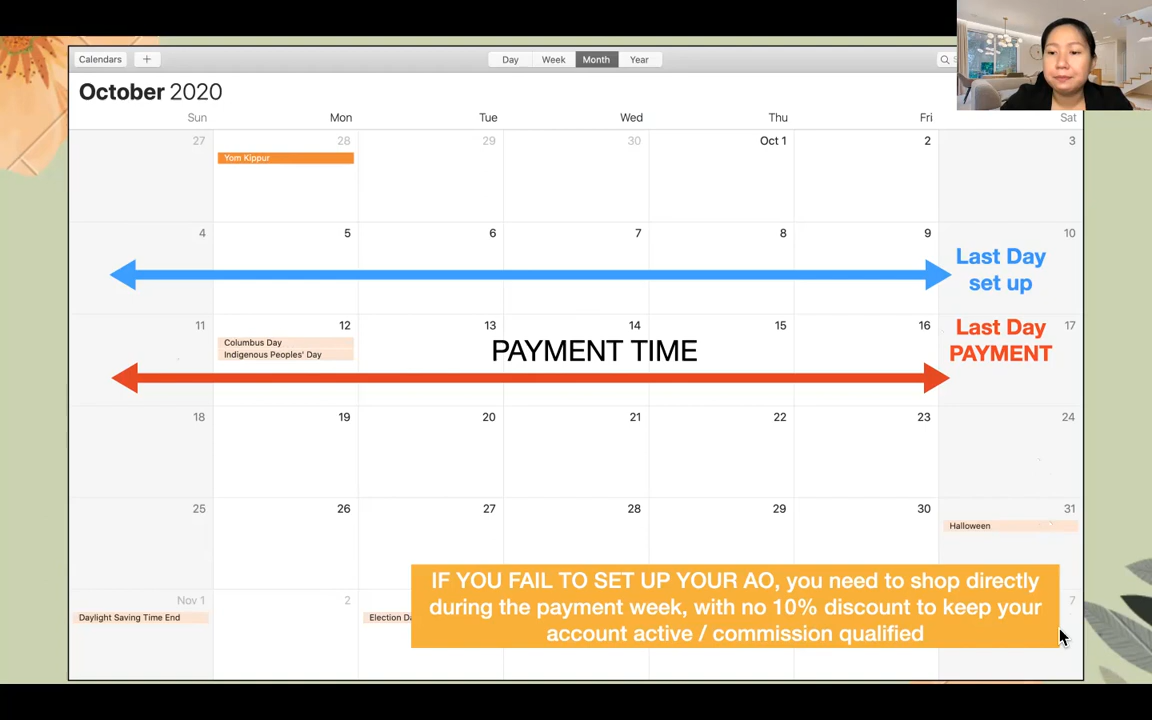 Calendars +
Day Week Month Year
October 2020
Sun Mon Tue Wed Thu Fri Sat
27 28 29 30 Oct 1 2 3
Yom Kippur
4 5 6 7 8 9 10
Last Day
set up
11 12 13 14 15 16 17
Columbus Day
Indigenous Peoples' Day
PAYMENT TIME
Last Day
PAYMENT
18 19 20 21 22 23 24
25 26 27 28 29 30 31
Halloween
Nov 1 2 7
Daylight Saving Time End
Election
IF YOU FAIL TO SET UP YOUR AO, you need to shop directly
during the payment week, with no 10% discount to keep your
account active / commission qualified